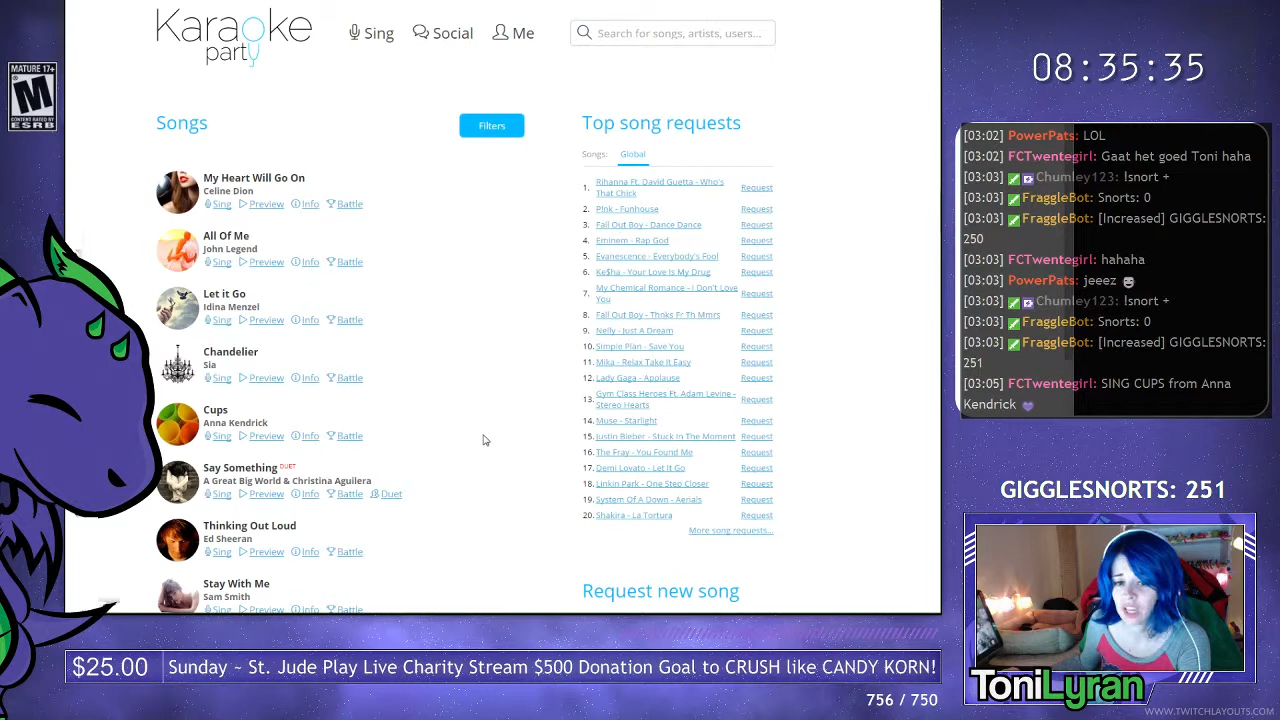 Karaoke
party
Sing
Social
Me
Search for songs, artists, users...
08:35:35
MATURE 17+
M
CONTENT RATED BY
ESRB
Songs
Filters
My Heart Will Go On
Celine Dion
Sing Preview Info Battle
All Of Me
John Legend
Sing Preview Info Battle
Let it Go
Idina Menzel
Sing Preview Info Battle
Chandelier
Sia
Sing Preview Info Battle
Cups
Anna Kendrick
Sing Preview Info Battle
Say Something DUET
A Great Big World & Christina Aguilera
Sing Preview Info Battle Duet
Thinking Out Loud
Ed Sheeran
Sing Preview Info Battle
Stay With Me
Sam Smith
Sing Preview Info Battle
Top song requests
Songs: Global
1. Rihanna Ft. David Guetta - Who's That Chick Request
2. P!nk - Funhouse Request
3. Fall Out Boy - Dance Dance Request
4. Eminem - Rap God Request
5. Evanescence - Everybody's Fool Request
6. Ke$ha - Your Love Is My Drug Request
7. My Chemical Romance - I Don't Love You Request
8. Fall Out Boy - Thnks Fr Th Mmrs Request
9. Nelly - Just A Dream Request
10. Simple Plan - Save You Request
11. Mika - Relax Take It Easy Request
12. Lady Gaga - Applause Request
13. Gym Class Heroes Ft. Adam Levine - Stereo Hearts Request
14. Muse - Starlight Request
15. Justin Bieber - Stuck In The Moment Request
16. The Fray - You Found Me Request
17. Demi Lovato - Let It Go Request
18. Linkin Park - One Step Closer Request
19. System Of A Down - Aerials Request
20. Shakira - La Tortura Request
More song requests...
Request new song
[03:02] PowerPats: LOL
[03:02] FCTwentegirl: Gaat het goed Toni haha
[03:03] Chumley123: !snort +
[03:03] FraggleBot: Snorts: 0
[03:03] FraggleBot: [Increased] GIGGLESNORTS:
250
[03:03] FCTwentegirl: hahaha
[03:03] PowerPats: jeeez
[03:03] Chumley123: !snort +
[03:03] FraggleBot: Snorts: 0
[03:03] FraggleBot: [Increased] GIGGLESNORTS:
251
[03:05] FCTwentegirl: SING CUPS from Anna
Kendrick
GIGGLESNORTS: 251
ToniLyran
$25.00 Sunday ~ St. Jude Play Live Charity Stream $500 Donation Goal to CRUSH like CANDY KORN!
756 / 750
WWW.TWITCHLAYOUTS.COM